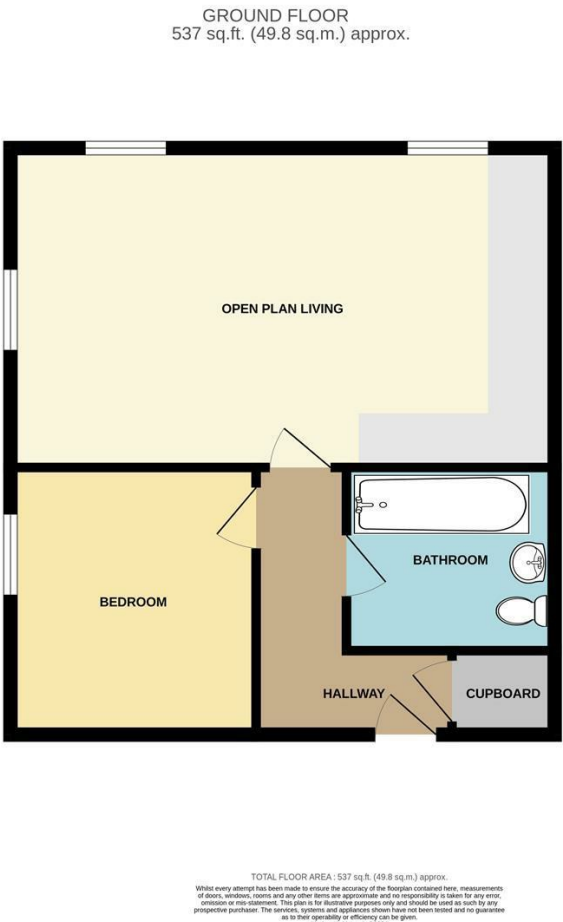 GROUND FLOOR
537 sq.ft. (49.8 sq.m.) approx.
OPEN PLAN LIVING
BATHROOM
BEDROOM
HALLWAY
CUPBOARD
TOTAL FLOOR AREA : 537 sq.ft. (49.8 sq.m.) approx.
Whilst every attempt has been made to ensure the accuracy of the floorplan contained here, measurements
of doors, windows, rooms and any other items are approximate and no responsibility is taken for any error,
omission or mis-statement. This plan is for illustrative purposes only and should be used as such by any
prospective purchaser. The services, systems and appliances shown have not been tested and no guarantee
as to their operability or efficiency can be given.